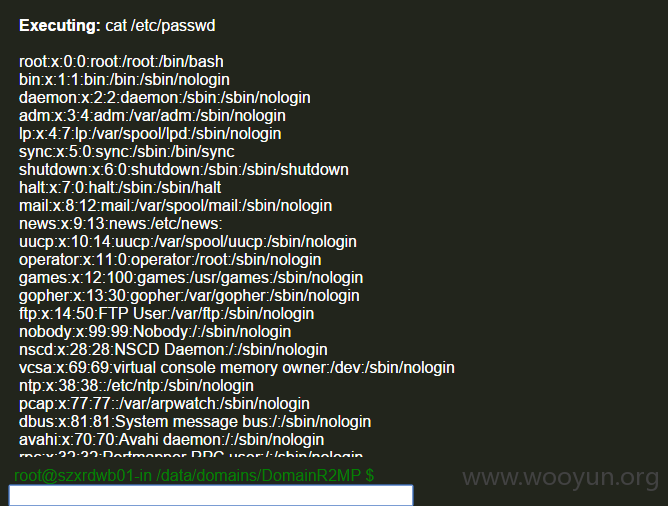 Executing: cat /etc/passwd
root:x:0:0:root:/root:/bin/bash
bin:x:1:1:bin:/bin:/sbin/nologin
daemon:x:2:2:daemon:/sbin:/sbin/nologin
adm:x:3:4:adm:/var/adm:/sbin/nologin
lp:x:4:7:lp:/var/spool/lpd:/sbin/nologin
sync:x:5:0:sync:/sbin:/bin/sync
shutdown:x:6:0:shutdown:/sbin:/sbin/shutdown
halt:x:7:0:halt:/sbin:/sbin/halt
mail:x:8:12:mail:/var/spool/mail:/sbin/nologin
news:x:9:13:news:/etc/news:
uucp:x:10:14:uucp:/var/spool/uucp:/sbin/nologin
operator:x:11:0:operator:/root:/sbin/nologin
games:x:12:100:games:/usr/games:/sbin/nologin
gopher:x:13:30:gopher:/var/gopher:/sbin/nologin
ftp:x:14:50:FTP User:/var/ftp:/sbin/nologin
nobody:x:99:99:Nobody:/:/sbin/nologin
nscd:x:28:28:NSCD Daemon:/:/sbin/nologin
vcsa:x:69:69:virtual console memory owner:/dev:/sbin/nologin
ntp:x:38:38::/etc/ntp:/sbin/nologin
pcap:x:77:77::/var/arpwatch:/sbin/nologin
dbus:x:81:81:System message bus:/:/sbin/nologin
avahi:x:70:70:Avahi daemon:/:/sbin/nologin
rpc:x:32:32:Portmapper RPC user:/:/sbin/nologin
root@szxrdwb01-in /data/domains/DomainR2MP $
www.wooyun.org